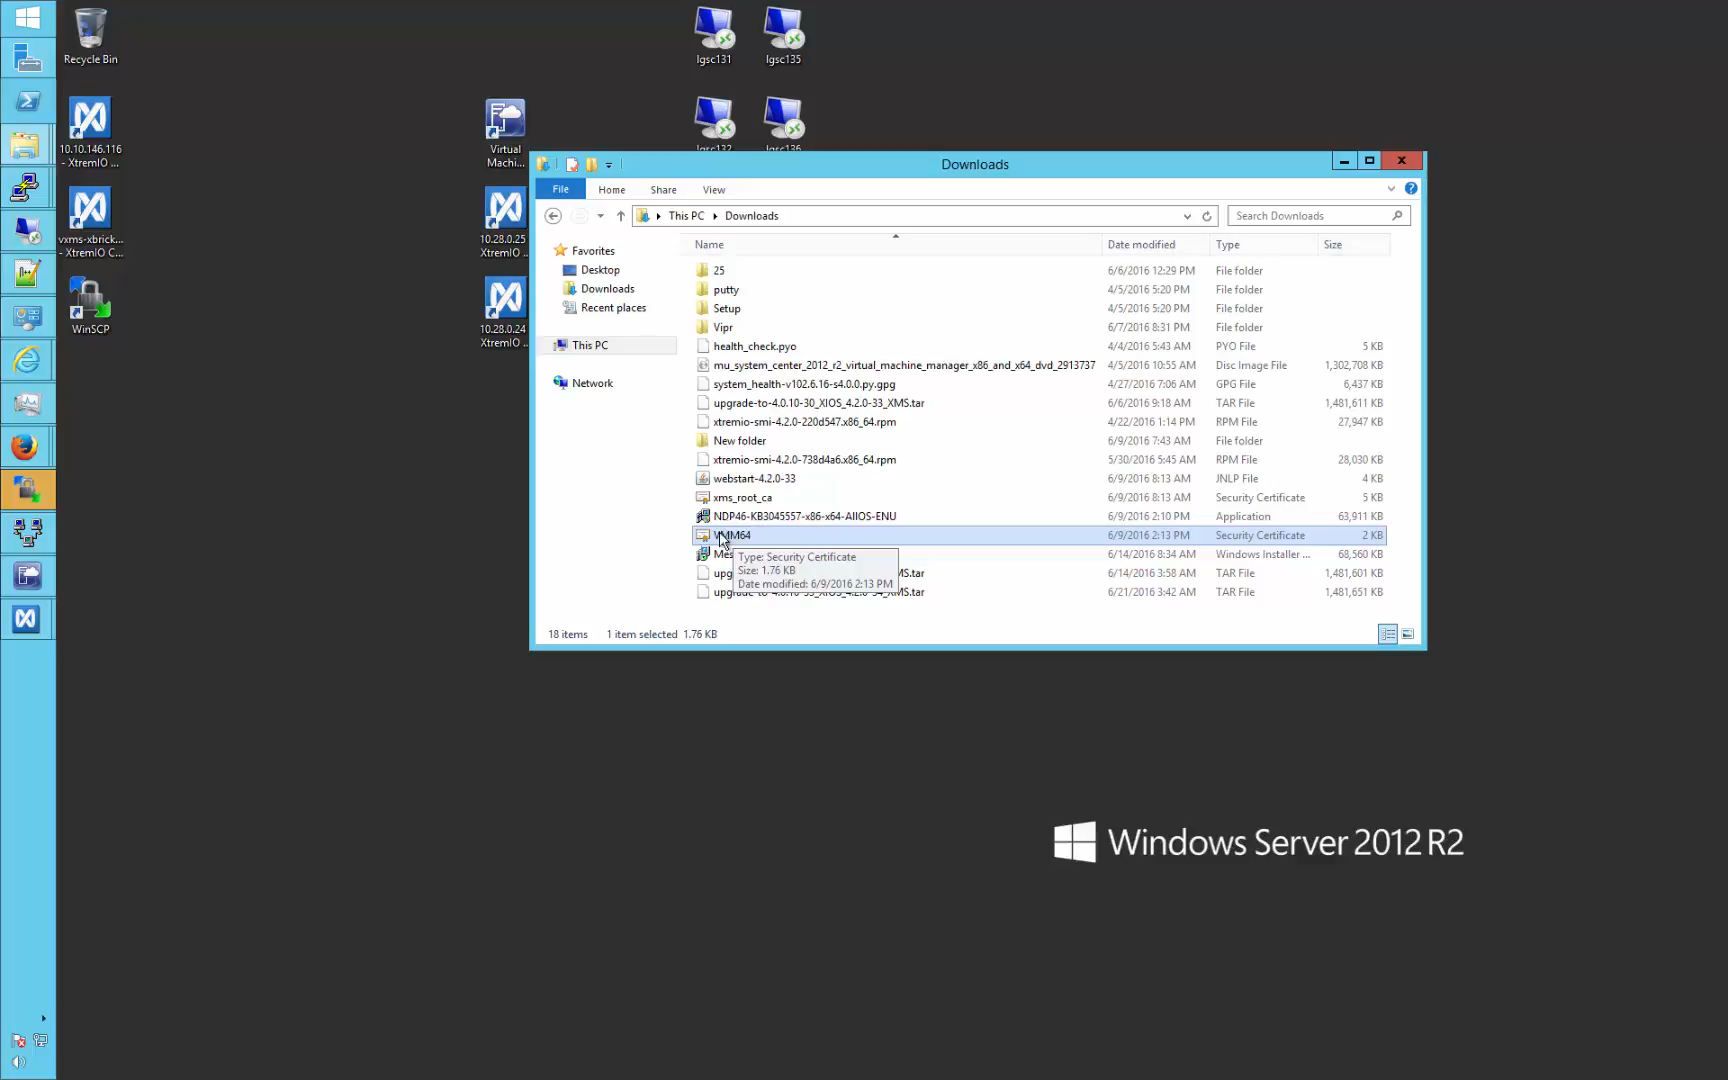 Recycle Bin
lgsc131
lgsc135
10.10.146.116
- XtremIO ...
Virtual
Machi...
lgsc132
lgsc136
vxms-xbrick...
- XtremIO C...
10.28.0.25
XtremIO ..
WinSCP
10.28.0.24
XtremIO ..
Downloads
File
Home
Share
View
This PC
Downloads
Search Downloads
Favorites
Desktop
Downloads
Recent places
This PC
Network
Name Date modified Type Size
25 6/6/2016 12:29 PM File folder
putty 4/5/2016 5:20 PM File folder
Setup 4/5/2016 5:20 PM File folder
Vipr 6/7/2016 8:31 PM File folder
health_check.pyo 4/4/2016 5:43 AM PYO File 5 KB
mu_system_center_2012_r2_virtual_machine_manager_x86_and_x64_dvd_2913737 4/5/2016 10:55 AM Disc Image File 1,302,708 KB
system_health-v102.6.16-s4.0.0.py.gpg 4/27/2016 7:06 AM GPG File 6,437 KB
upgrade-to-4.0.10-30_XIOS_4.2.0-33_XMS.tar 6/6/2016 9:18 AM TAR File 1,481,611 KB
xtremio-smi-4.2.0-220d547.x86_64.rpm 4/22/2016 1:14 PM RPM File 27,947 KB
New folder 6/9/2016 7:43 AM File folder
xtremio-smi-4.2.0-738d4a6.x86_64.rpm 5/30/2016 5:45 AM RPM File 28,030 KB
webstart-4.2.0-33 6/9/2016 8:13 AM JNLP File 4 KB
xms_root_ca 6/9/2016 8:13 AM Security Certificate 5 KB
NDP46-KB3045557-x86-x64-AllOS-ENU 6/9/2016 2:10 PM Application 63,911 KB
VMM64 6/9/2016 2:13 PM Security Certificate 2 KB
Mes 6/14/2016 8:34 AM Windows Installer ... 68,560 KB
upg MS.tar 6/14/2016 3:58 AM TAR File 1,481,601 KB
MS.tar 6/21/2016 3:42 AM TAR File 1,481,651 KB
Type: Security Certificate
Size: 1.76 KB
Date modified: 6/9/2016 2:13 PM
18 items 1 item selected 1.76 KB
Windows Server 2012 R2